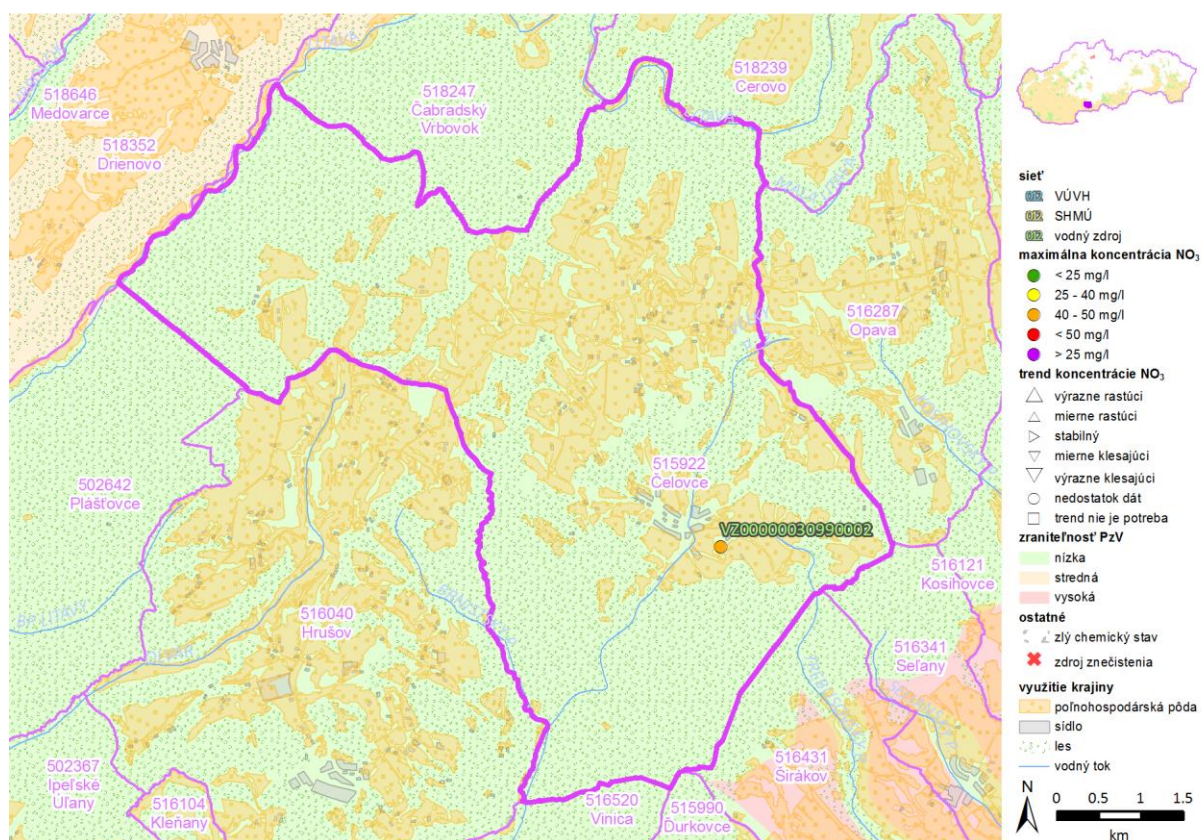 518646
Medovarce
518352
Drienovo
LITAVA
518247
Čabradský
Vrbovok
518239
Cerovo
516287
Opava
502642
Plášťovce
515922
Čelovce
VZ00000030990002
516121
Kosihovce
516040
Hrušov
516341
Seľany
502367
Ipeľské
Úľany
516104
Kleňany
516431
Širákov
516520
Vinica
515990
Ďurkovce
sieť
VÚVH
SHMÚ
vodný zdroj
maximálna koncentrácia NO3
< 25 mg/l
25 - 40 mg/l
40 - 50 mg/l
< 50 mg/l
> 25 mg/l
trend koncentrácie NO3
výrazne rastúci
mierne rastúci
stabilný
mierne klesajúci
výrazne klesajúci
nedostatok dát
trend nie je potreba
zraniteľnosť PzV
nízka
stredná
vysoká
ostatné
zlý chemický stav
zdroj znečistenia
využitie krajiny
poľnohospodárská pôda
sídlo
les
vodný tok
N
0 0.5 1 1.5
km